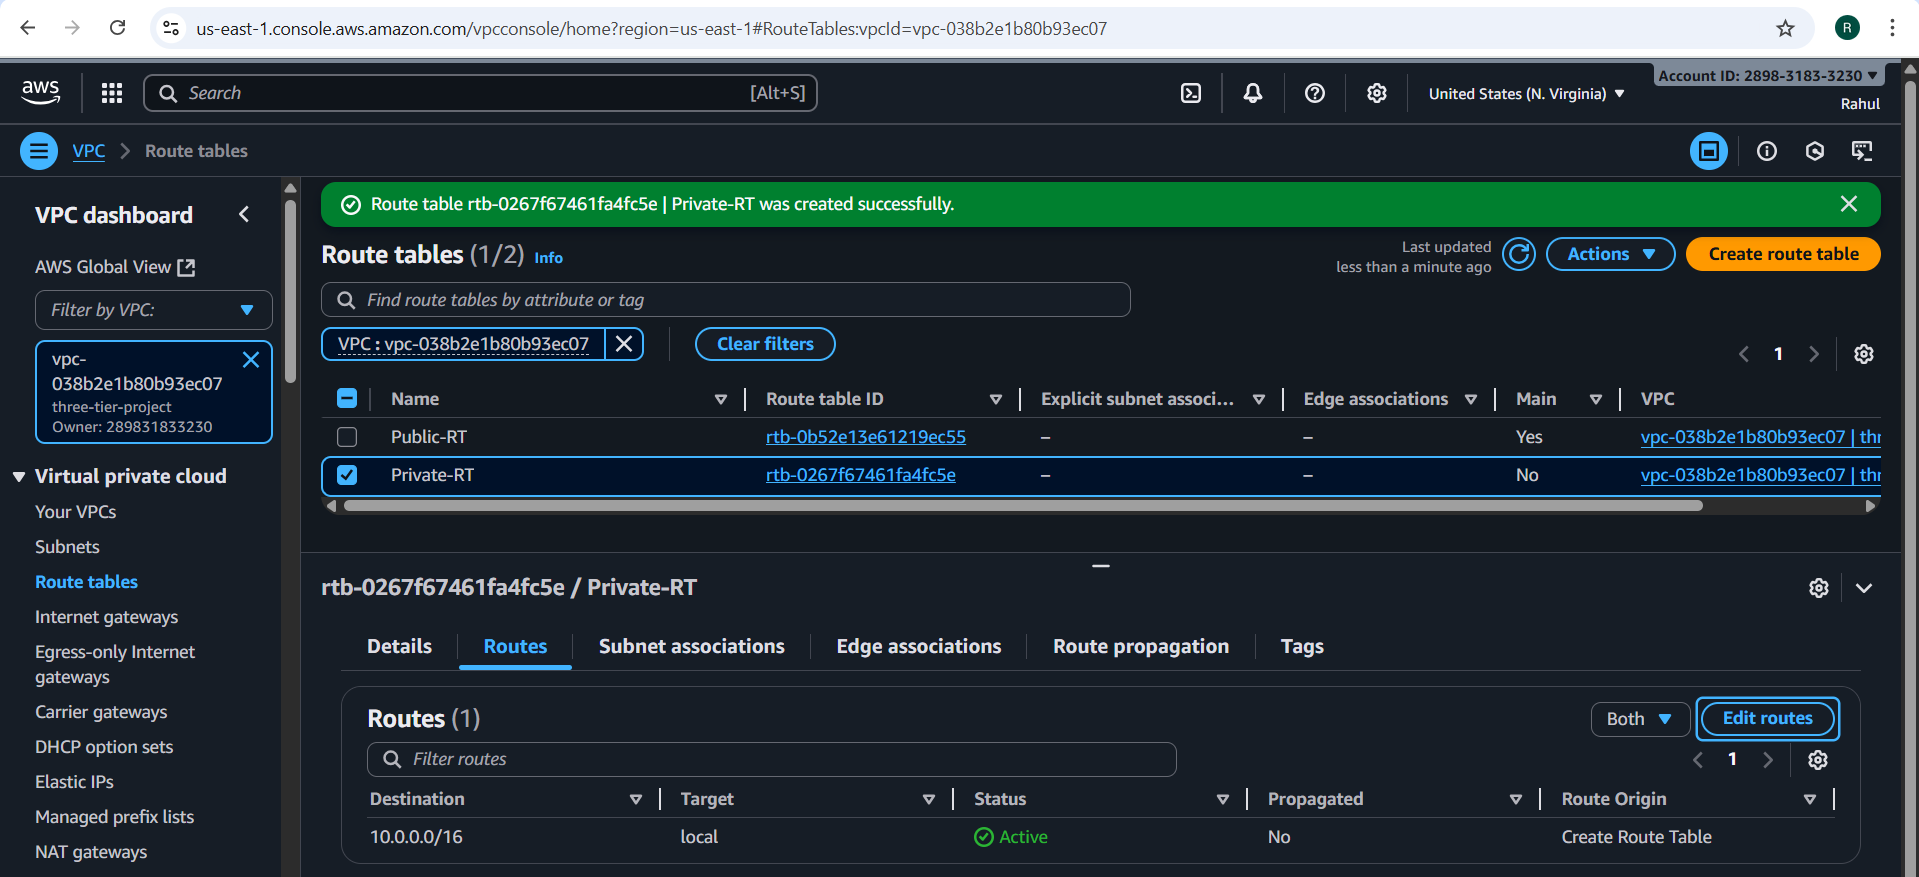 us-east-1.console.aws.amazon.com/vpcconsole/home?region=us-east-1#RouteTables:vpcId=vpc-038b2e1b80b93ec07
R
aws
Search
[Alt+S]
United States (N. Virginia)
Account ID: 2898-3183-3230
Rahul
VPC
Route tables
VPC dashboard
AWS Global View
Filter by VPC:
vpc-
038b2e1b80b93ec07
three-tier-project
Owner: 289831833230
Virtual private cloud
Your VPCs
Subnets
Route tables
Internet gateways
Egress-only Internet
gateways
Carrier gateways
DHCP option sets
Elastic IPs
Managed prefix lists
NAT gateways
Route table rtb-0267f67461fa4fc5e | Private-RT was created successfully.
Route tables (1/2) Info
Last updated
less than a minute ago
Actions
Create route table
Find route tables by attribute or tag
VPC : vpc-038b2e1b80b93ec07
Clear filters
1
Name Route table ID Explicit subnet associ... Edge associations Main VPC
Public-RT rtb-0b52e13e61219ec55 – – Yes vpc-038b2e1b80b93ec07 | thr
Private-RT rtb-0267f67461fa4fc5e – – No vpc-038b2e1b80b93ec07 | thr
rtb-0267f67461fa4fc5e / Private-RT
Details Routes Subnet associations Edge associations Route propagation Tags
Routes (1)
Both
Edit routes
Filter routes
1
Destination Target Status Propagated Route Origin
10.0.0.0/16 local Active No Create Route Table